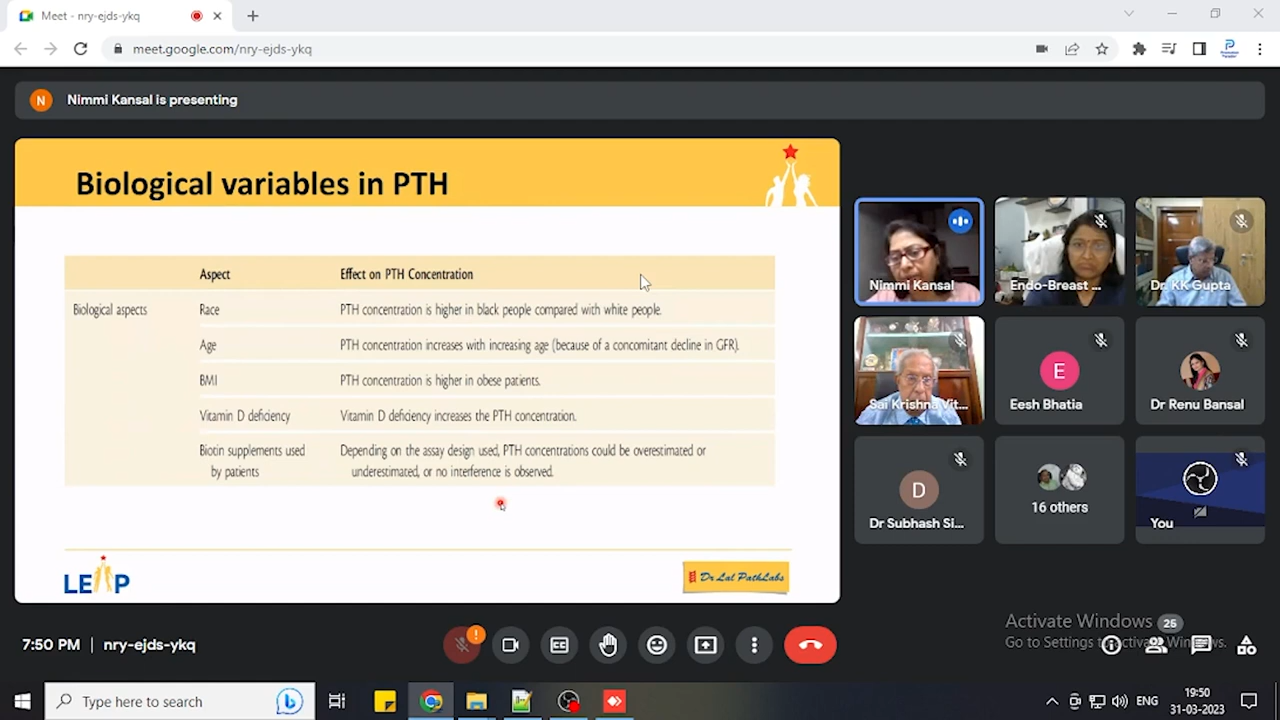 Meet - nry-ejds-ykq
meet.google.com/nry-ejds-ykq
N Nimmi Kansal is presenting
Biological variables in PTH
Aspect Effect on PTH Concentration
Biological aspects Race PTH concentration is higher in black people compared with white people.
Age PTH concentration increases with increasing age (because of a concomitant decline in GFR).
BMI PTH concentration is higher in obese patients.
Vitamin D deficiency Vitamin D deficiency increases the PTH concentration.
Biotin supplements used by patients Depending on the assay design used, PTH concentrations could be overestimated or
underestimated, or no interference is observed.
LEAP
Dr Lal PathLabs
Nimmi Kansal
Endo-Breast ...
Dr. KK Gupta
Sai Krishna Vit...
E
Eesh Bhatia
Dr Renu Bansal
D
Dr Subhash Si...
16 others
You
Activate Windows
Go to Settings to activate Windows.
25
7:50 PM | nry-ejds-ykq
Type here to search
ENG
19:50
31-03-2023